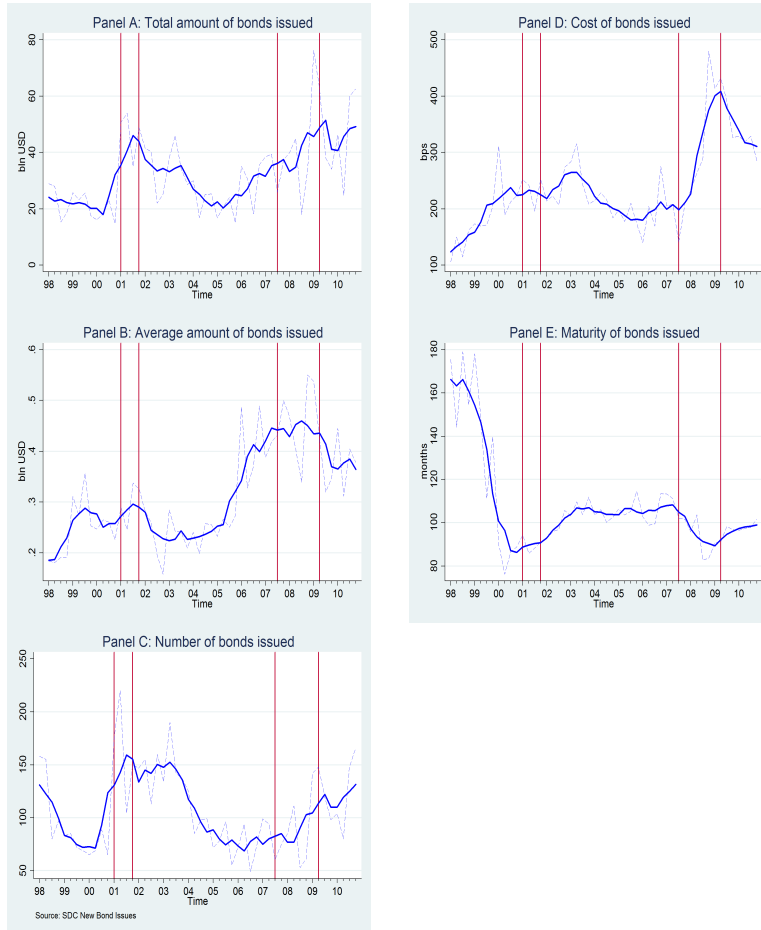 Panel A: Total amount of bonds issued
80
60
40
20
0
bln USD
98 99 00 01 02 03 04 05 06 07 08 09 10
Time
Panel B: Average amount of bonds issued
.6
.5
.4
.3
.2
bln USD
98 99 00 01 02 03 04 05 06 07 08 09 10
Time
Panel C: Number of bonds issued
250
200
150
100
50
98 99 00 01 02 03 04 05 06 07 08 09 10
Time
Source: SDC New Bond Issues
Panel D: Cost of bonds issued
500
400
200
100
98 99 00 01 02 03 04 05 06 07 08 09 10
Time
Panel E: Maturity of bonds issued
180
160
140
120
100
80
months
98 99 00 01 02 03 04 05 06 07 08 09 10
Time